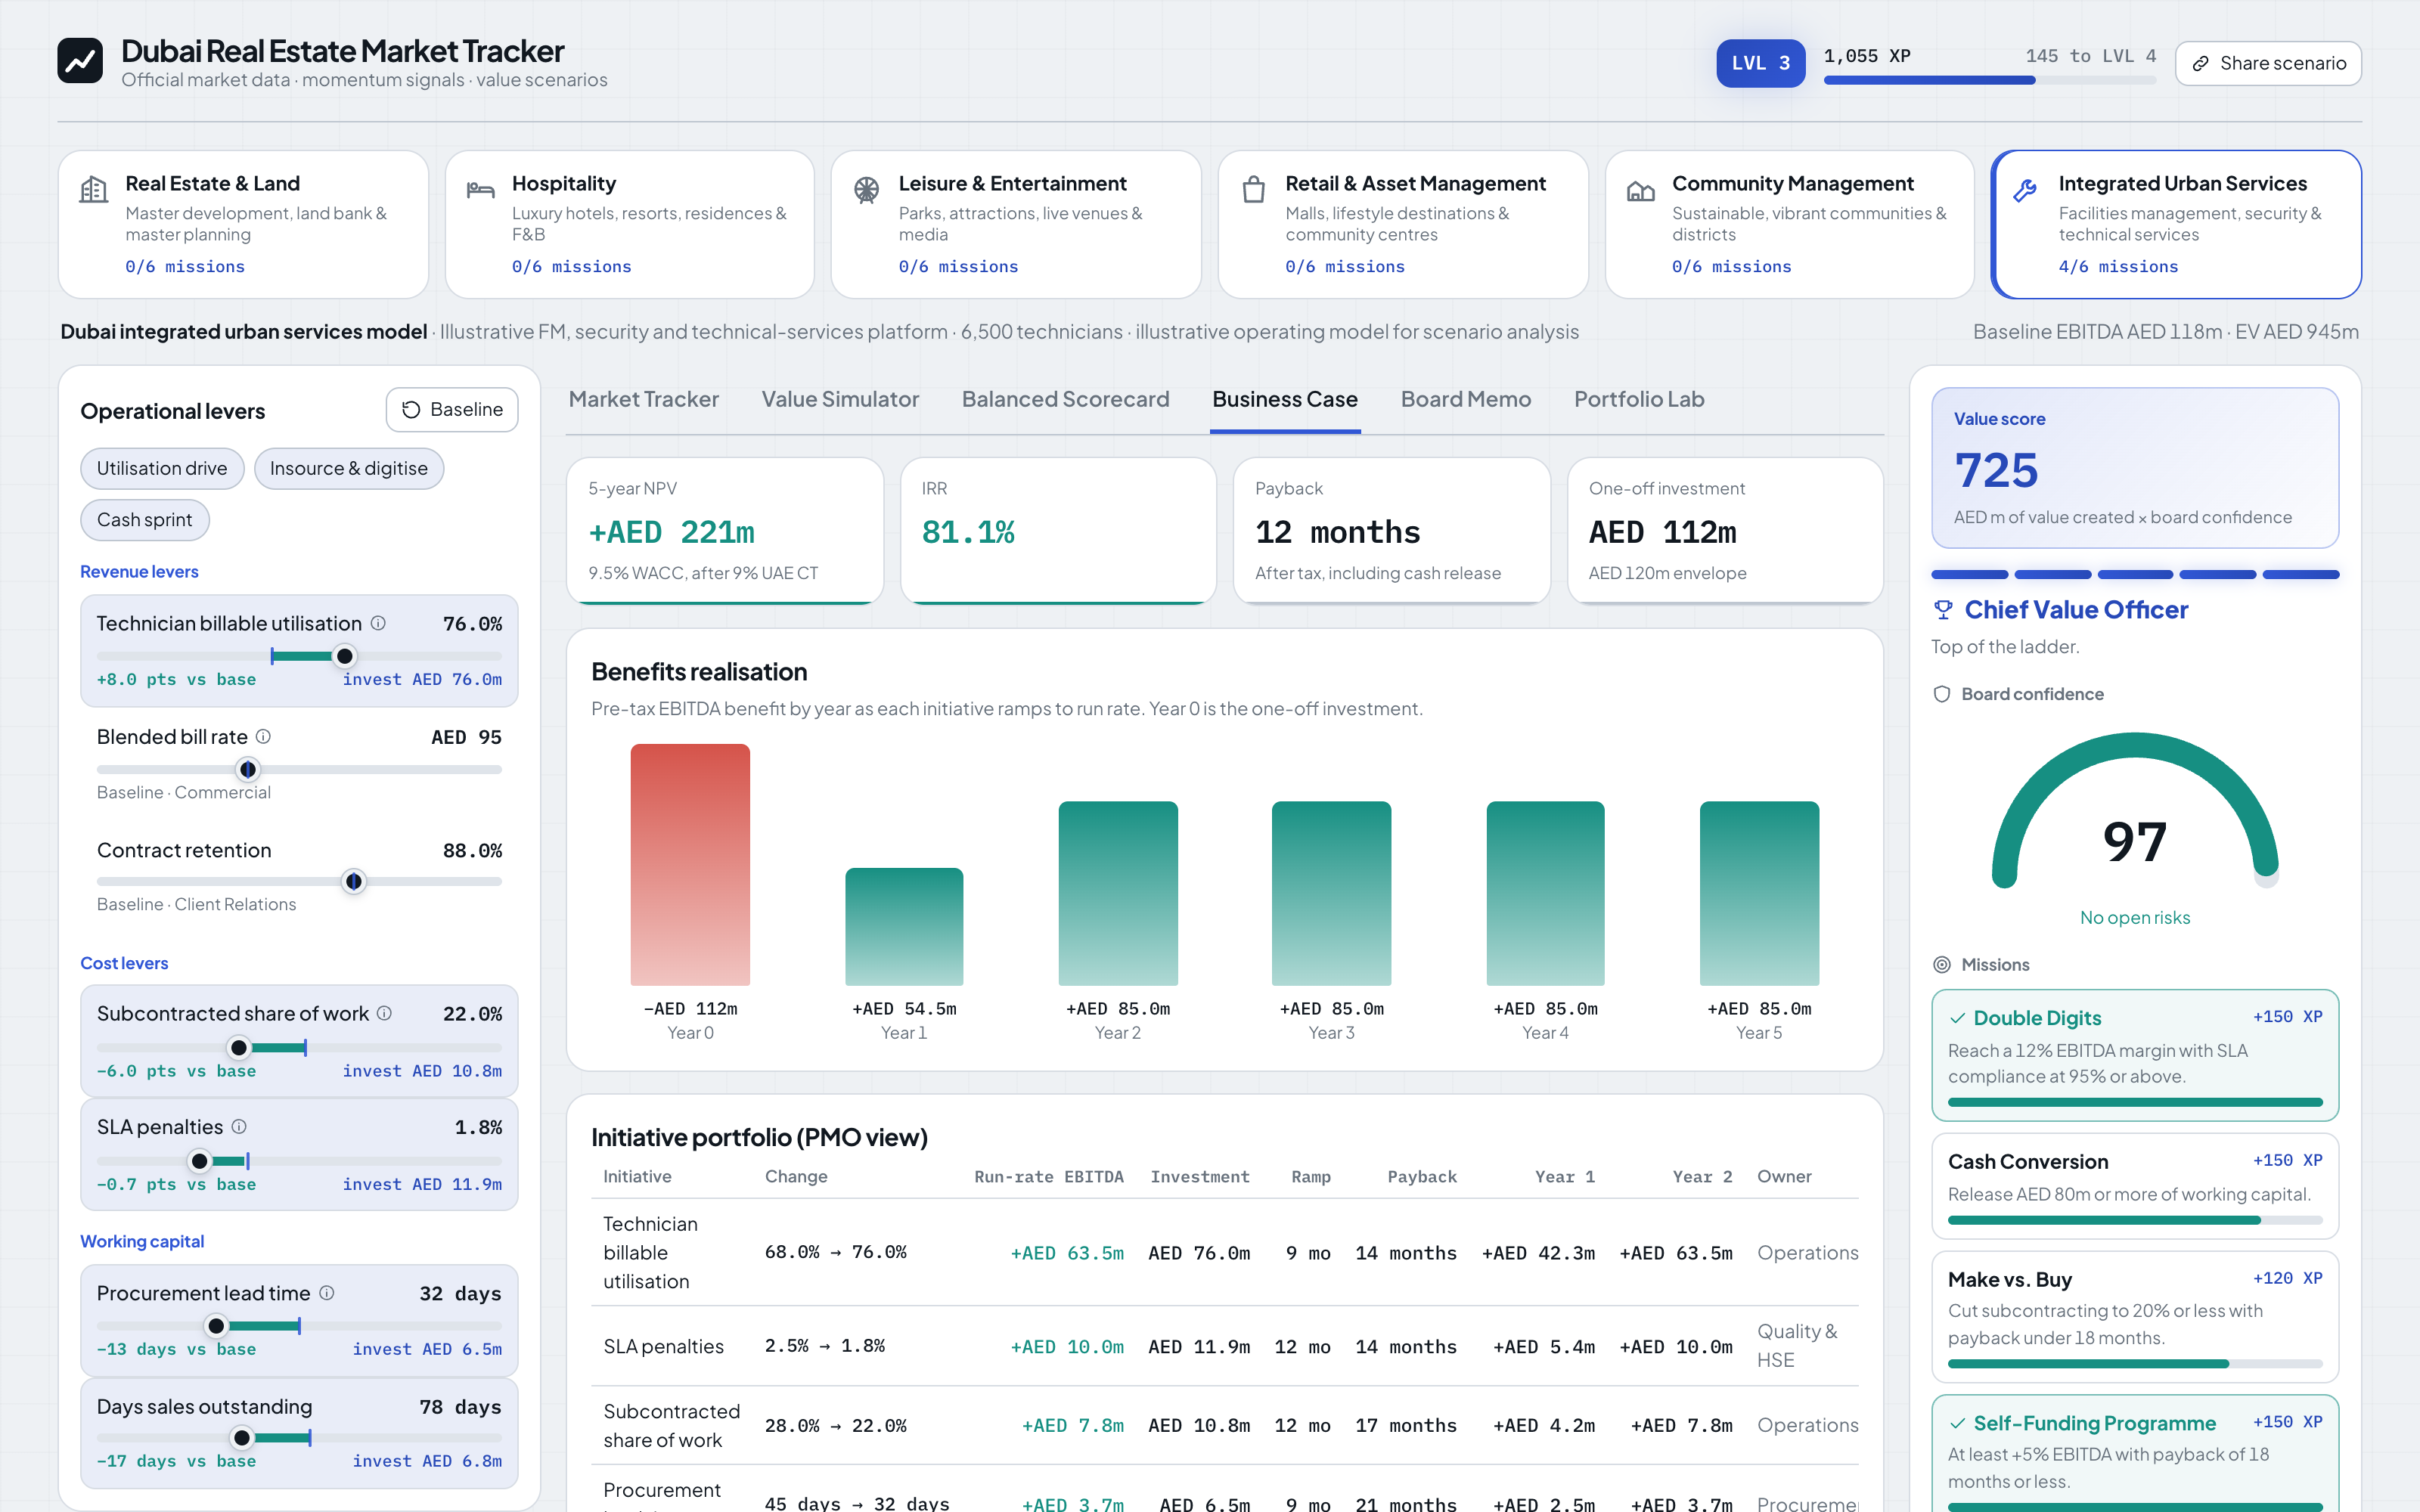 Dubai Real Estate Market Tracker
Official market data · momentum signals · value scenarios
LVL 3
1,055 XP
145 to LVL 4
Share scenario
Real Estate & Land
Master development, land bank &
master planning
0/6 missions
Hospitality
Luxury hotels, resorts, residences &
F&B
0/6 missions
Leisure & Entertainment
Parks, attractions, live venues &
media
0/6 missions
Retail & Asset Management
Malls, lifestyle destinations &
community centres
0/6 missions
Community Management
Sustainable, vibrant communities &
districts
0/6 missions
Integrated Urban Services
Facilities management, security &
technical services
4/6 missions
Dubai integrated urban services model · Illustrative FM, security and technical-services platform · 6,500 technicians · illustrative operating model for scenario analysis
Baseline EBITDA AED 118m · EV AED 945m
Operational levers
Baseline
Utilisation drive
Insource & digitise
Cash sprint
Revenue levers
Technician billable utilisation
76.0%
+8.0 pts vs base
invest AED 76.0m
Blended bill rate
AED 95
Baseline · Commercial
Contract retention
88.0%
Baseline · Client Relations
Cost levers
Subcontracted share of work
22.0%
−6.0 pts vs base
invest AED 10.8m
SLA penalties
1.8%
−0.7 pts vs base
invest AED 11.9m
Working capital
Procurement lead time
32 days
−13 days vs base
invest AED 6.5m
Days sales outstanding
78 days
−17 days vs base
invest AED 6.8m
Market Tracker
Value Simulator
Balanced Scorecard
Business Case
Board Memo
Portfolio Lab
5-year NPV
+AED 221m
9.5% WACC, after 9% UAE CT
IRR
81.1%
Payback
12 months
After tax, including cash release
One-off investment
AED 112m
AED 120m envelope
Benefits realisation
Pre-tax EBITDA benefit by year as each initiative ramps to run rate. Year 0 is the one-off investment.
−AED 112m
Year 0
+AED 54.5m
Year 1
+AED 85.0m
Year 2
+AED 85.0m
Year 3
+AED 85.0m
Year 4
+AED 85.0m
Year 5
Initiative portfolio (PMO view)
Initiative Change Run-rate EBITDA Investment Ramp Payback Year 1 Year 2 Owner
Technician
billable
utilisation
68.0% → 76.0% +AED 63.5m AED 76.0m 9 mo 14 months +AED 42.3m +AED 63.5m Operations
SLA penalties 2.5% → 1.8% +AED 10.0m AED 11.9m 12 mo 14 months +AED 5.4m +AED 10.0m
Quality &
HSE
Subcontracted
share of work
28.0% → 22.0% +AED 7.8m AED 10.8m 12 mo 17 months +AED 4.2m +AED 7.8m Operations
Procurement
45 days → 32 days +AED 3.7m AED 6.5m 9 mo 21 months +AED 2.5m +AED 3.7m
Value score
725
AED m of value created × board confidence
Chief Value Officer
Top of the ladder.
Board confidence
97
No open risks
Missions
Double Digits
+150 XP
Reach a 12% EBITDA margin with SLA
compliance at 95% or above.
Cash Conversion
+150 XP
Release AED 80m or more of working capital.
Make vs. Buy
+120 XP
Cut subcontracting to 20% or less with
payback under 18 months.
Self-Funding Programme
+150 XP
At least +5% EBITDA with payback of 18
months or less.